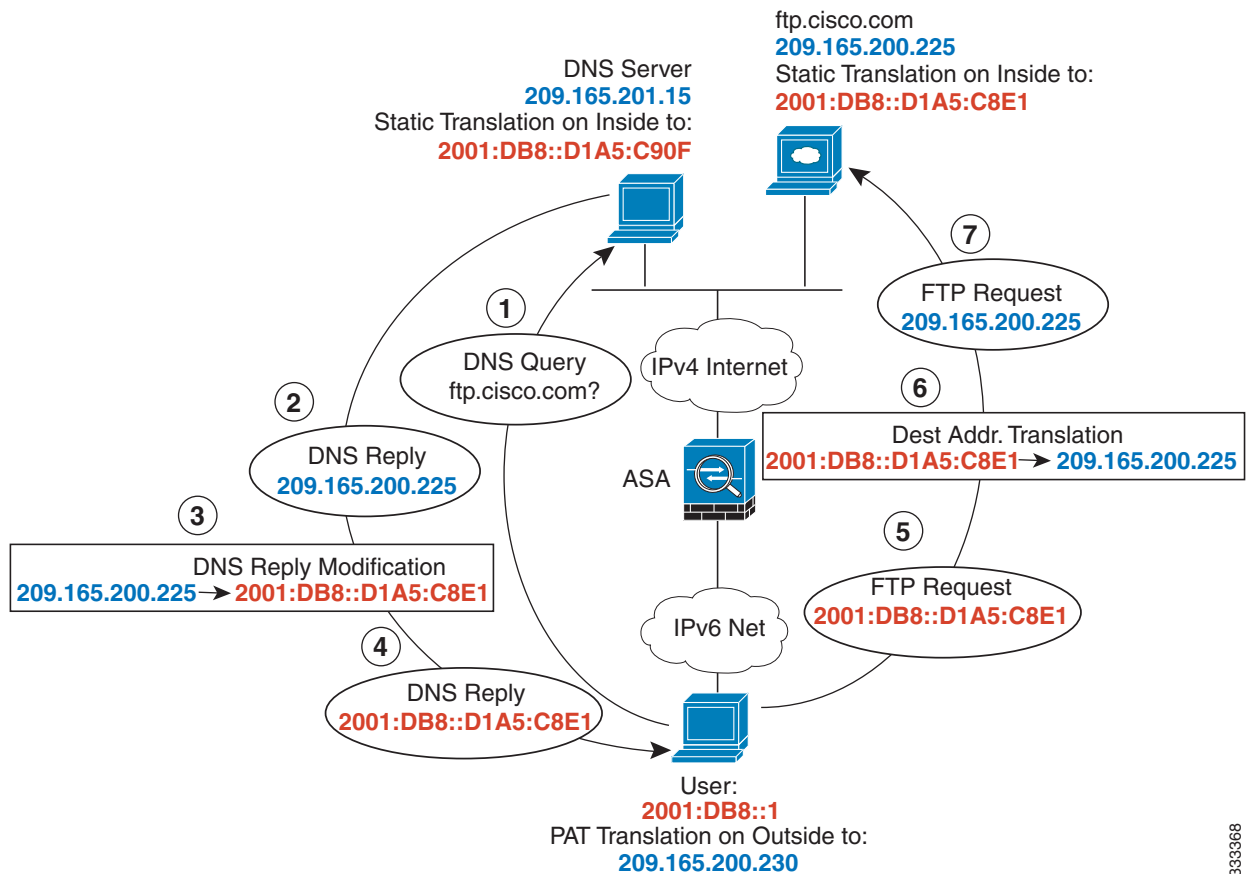 ftp.cisco.com
209.165.200.225
Static Translation on Inside to:
2001:DB8::D1A5:C8E1
DNS Server
209.165.201.15
Static Translation on Inside to:
2001:DB8::D1A5:C90F
7
FTP Request
209.165.200.225
1
DNS Query
ftp.cisco.com?
IPv4 Internet
6
Dest Addr. Translation
2001:DB8::D1A5:C8E1 209.165.200.225
2
DNS Reply
209.165.200.225
ASA
3
DNS Reply Modification
209.165.200.225 2001:DB8::D1A5:C8E1
5
FTP Request
2001:DB8::D1A5:C8E1
IPv6 Net
4
DNS Reply
2001:DB8::D1A5:C8E1
User:
2001:DB8::1
PAT Translation on Outside to:
209.165.200.230
333368